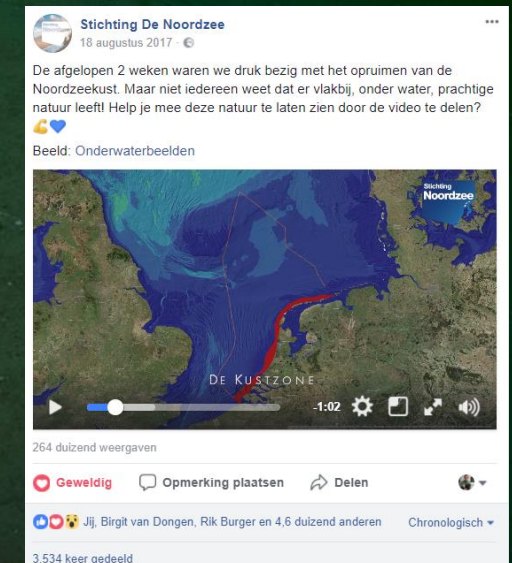 Stichting De Noordzee
18 augustus 2017 ·
De afgelopen 2 weken waren we druk bezig met het opruimen van de
Noordzeekust. Maar niet iedereen weet dat er vlakbij, onder water, prachtige
natuur leeft! Help je mee deze natuur te laten zien door de video te delen?
💪💙
Beeld: Onderwaterbeelden
Stichting
Noordzee
DE KUSTZONE
-1:02
264 duizend weergaven
Geweldig Opmerking plaatsen Delen
Jij, Birgit van Dongen, Rik Burger en 4,6 duizend anderen Chronologisch
3.534 keer gedeeld